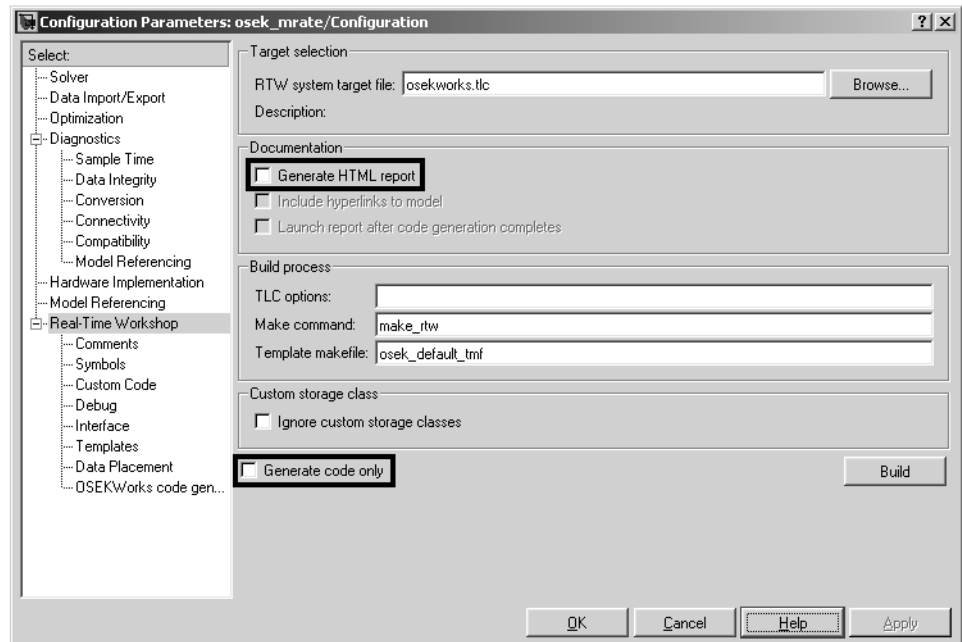 Configuration Parameters: osek_mrate/Configuration
Select:
Solver
Data Import/Export
Optimization
Diagnostics
Sample Time
Data Integrity
Conversion
Connectivity
Compatibility
Model Referencing
Hardware Implementation
Model Referencing
Real-Time Workshop
Comments
Symbols
Custom Code
Debug
Interface
Templates
Data Placement
OSEKWorks code gen...
Target selection
RTW system target file: osekworks.tlc Browse...
Description:
Documentation
Generate HTML report
Include hyperlinks to model
Launch report after code generation completes
Build process
TLC options:
Make command: make_rtw
Template makefile: osek_default_tmf
Custom storage class
Ignore custom storage classes
Generate code only Build
OK Cancel Help Apply